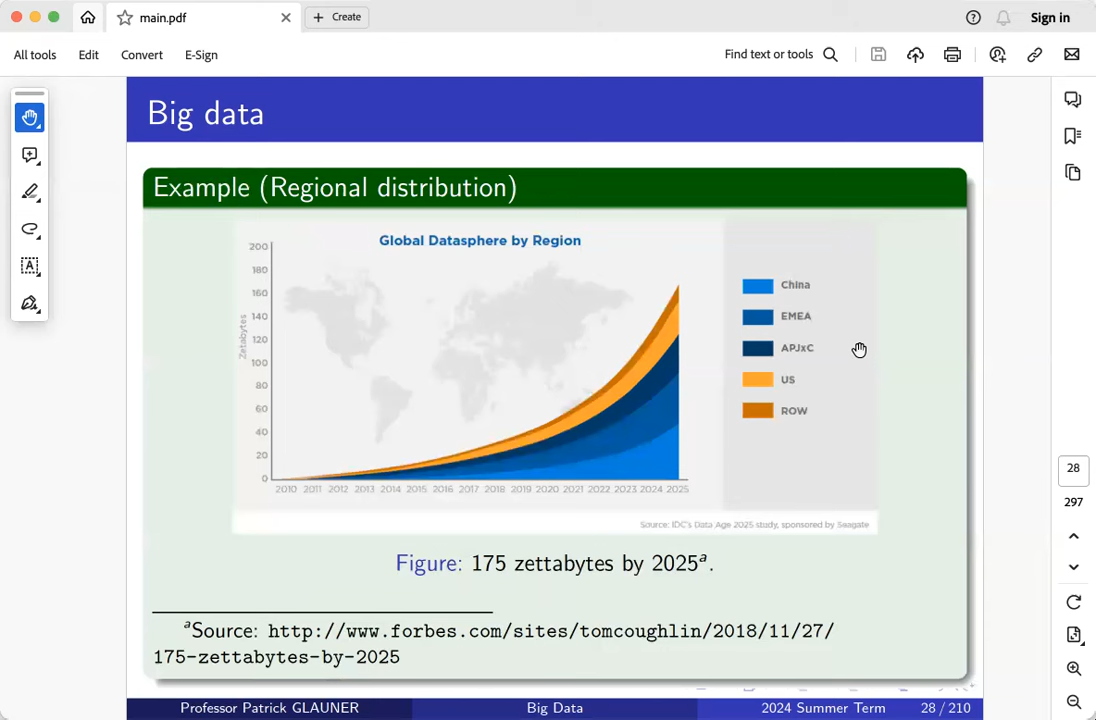 main.pdf
Create
Sign in
All tools
Edit
Convert
E-Sign
Find text or tools
Big data
Example (Regional distribution)
Global Datasphere by Region
Zetabytes
200
180
160
140
120
100
80
60
40
20
0
2010 2011 2012 2013 2014 2015 2016 2017 2018 2019 2020 2021 2022 2023 2024 2025
China
EMEA
APJxC
US
ROW
Source: IDC's Data Age 2025 study, sponsored by Seagate
Figure: 175 zettabytes by 2025ᵃ.
ᵃSource: http://www.forbes.com/sites/tomcoughlin/2018/11/27/
175-zettabytes-by-2025
Professor Patrick GLAUNER
Big Data
2024 Summer Term
28 / 210
28
297